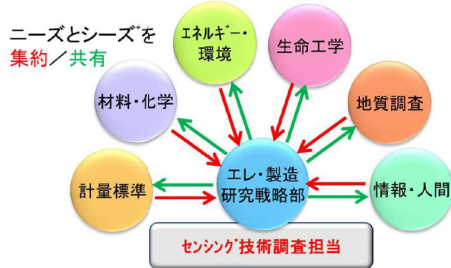 ニーズとシーズを
集約／共有
エネルギー・
環境
生命工学
材料・化学
地質調査
計量標準
エレ・製造
研究戦略部
情報・人間
センシング技術調査担当